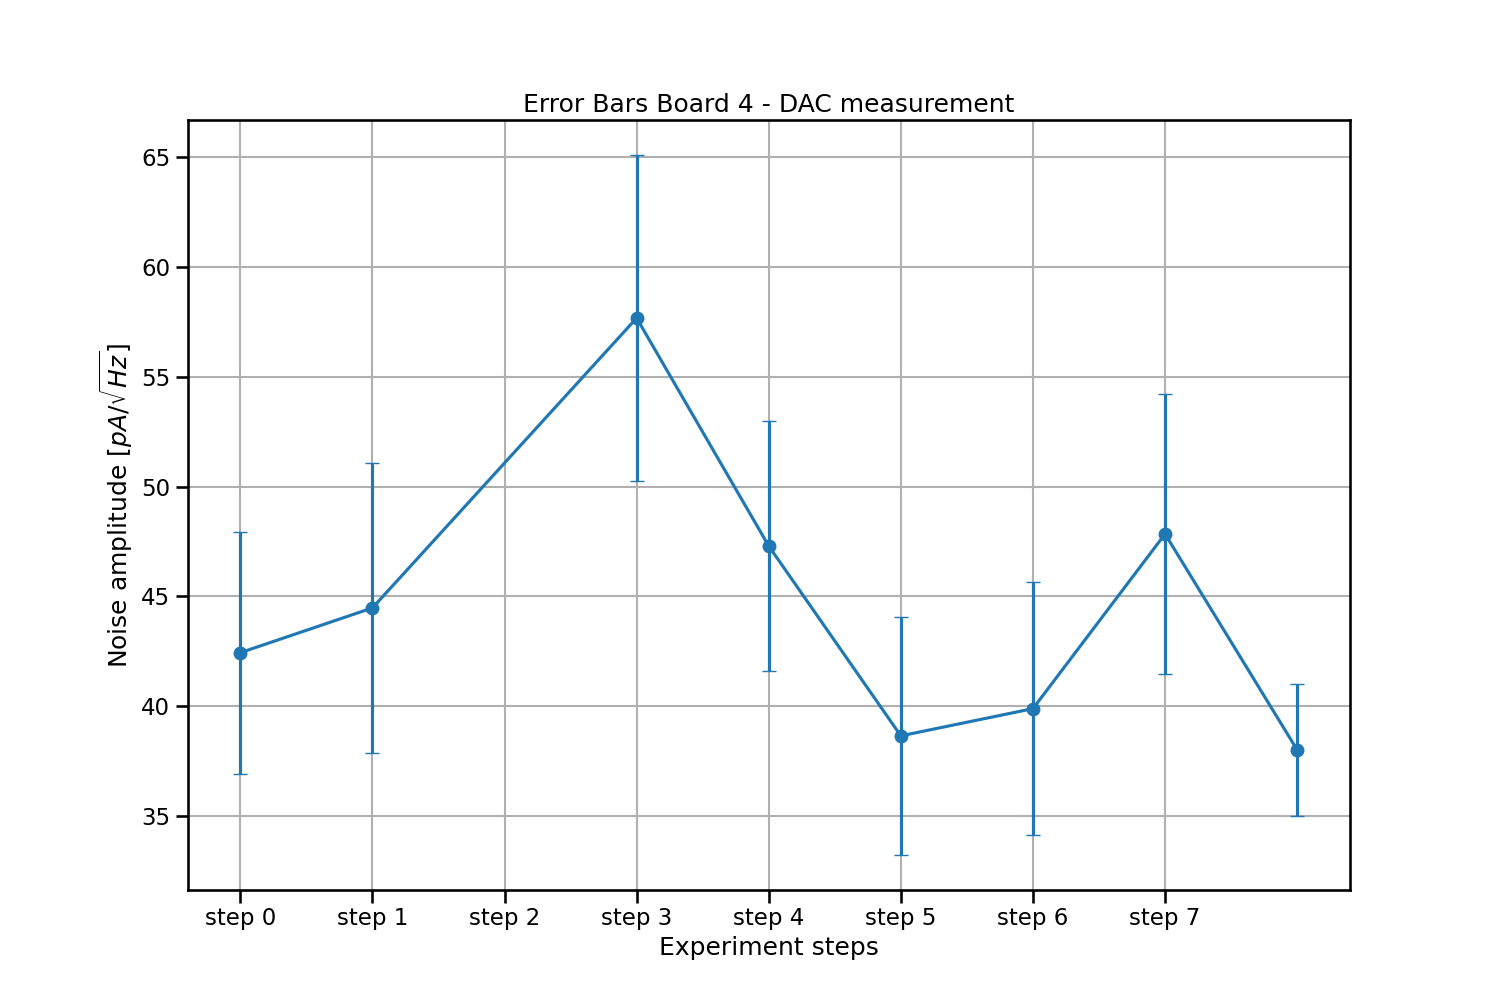 Error Bars Board 4 - DAC measurement
Noise amplitude [pA/√Hz]
65
60
55
50
45
40
35
step 0 step 1 step 2 step 3 step 4 step 5 step 6 step 7
Experiment steps